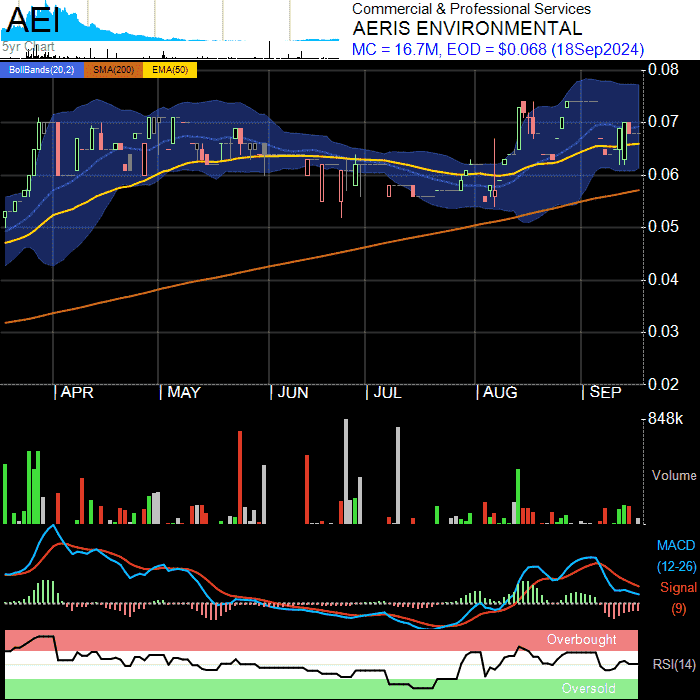 AEI
5yr Chart
Commercial & Professional Services
AERIS ENVIRONMENTAL
MC = 16.7M, EOD = $0.068 (18Sep2024)
BollBands(20,2) SMA(200) EMA(50)
0.08
0.07
0.06
0.05
0.04
0.03
0.02
APR MAY JUN JUL AUG SEP
848k
Volume
MACD
(12-26)
Signal
(9)
Overbought
RSI(14)
Oversold